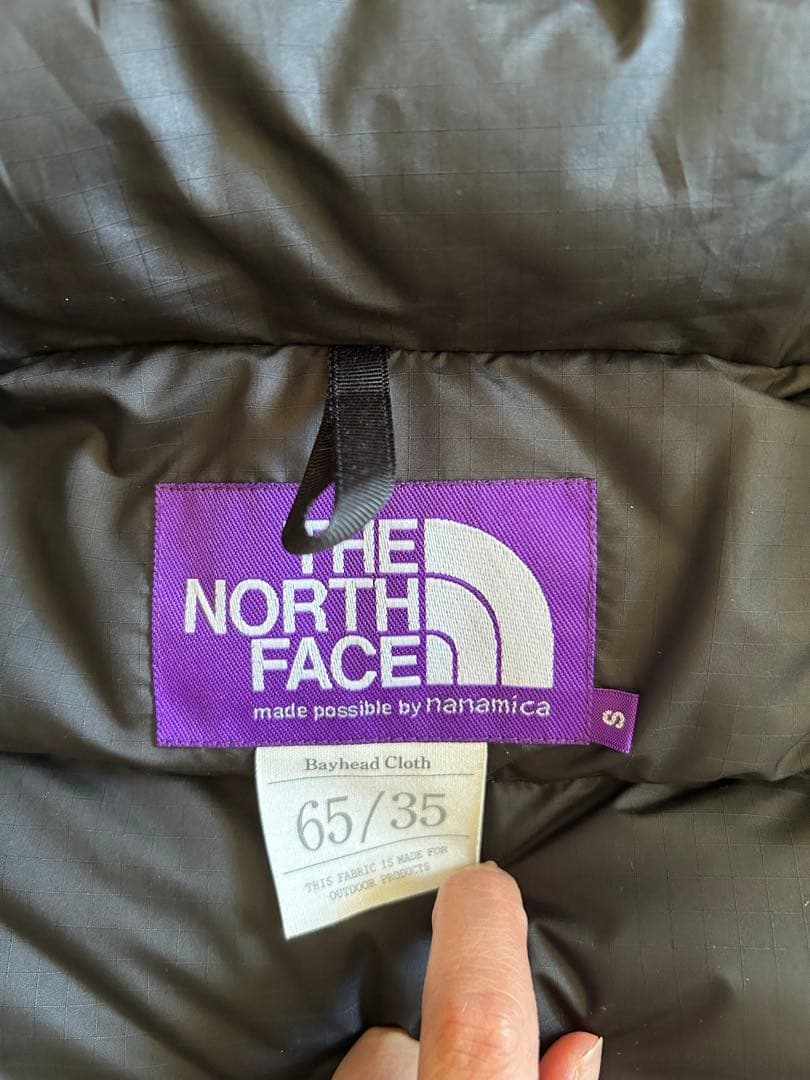 THE
NORTH
FACE
made possible by nanamica
S
Bayhead Cloth
65/35
THIS FABRIC IS MADE FOR
OUTDOOR PRODUCTS